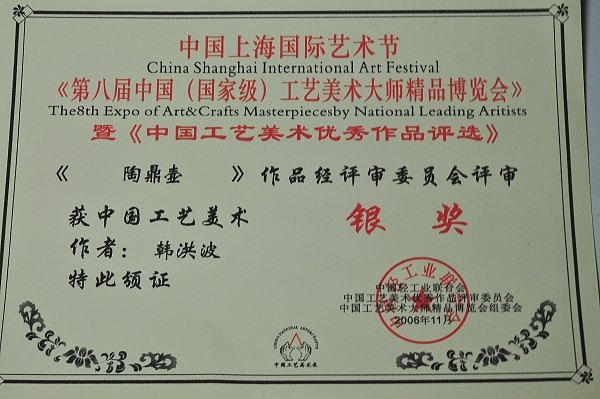 中国上海国际艺术节
China Shanghai International Art Festival
《第八届中国（国家级）工艺美术大师精品博览会》
The8th Expo of Art&Crafts Masterpiecesby National Leading Aritists
暨《中国工艺美术优秀作品评选》
《 陶鼎壶 》作品经评审委员会评审
获中国工艺美术 银奖
作者：韩洪波
特此颁证
中国轻工业联合会
中国工艺美术优秀作品评审委员会
中国工艺美术大师精品博览会组委会
2006年11月
CHINA NATIONAL ARTS&CRAFTS
中国工艺美术展